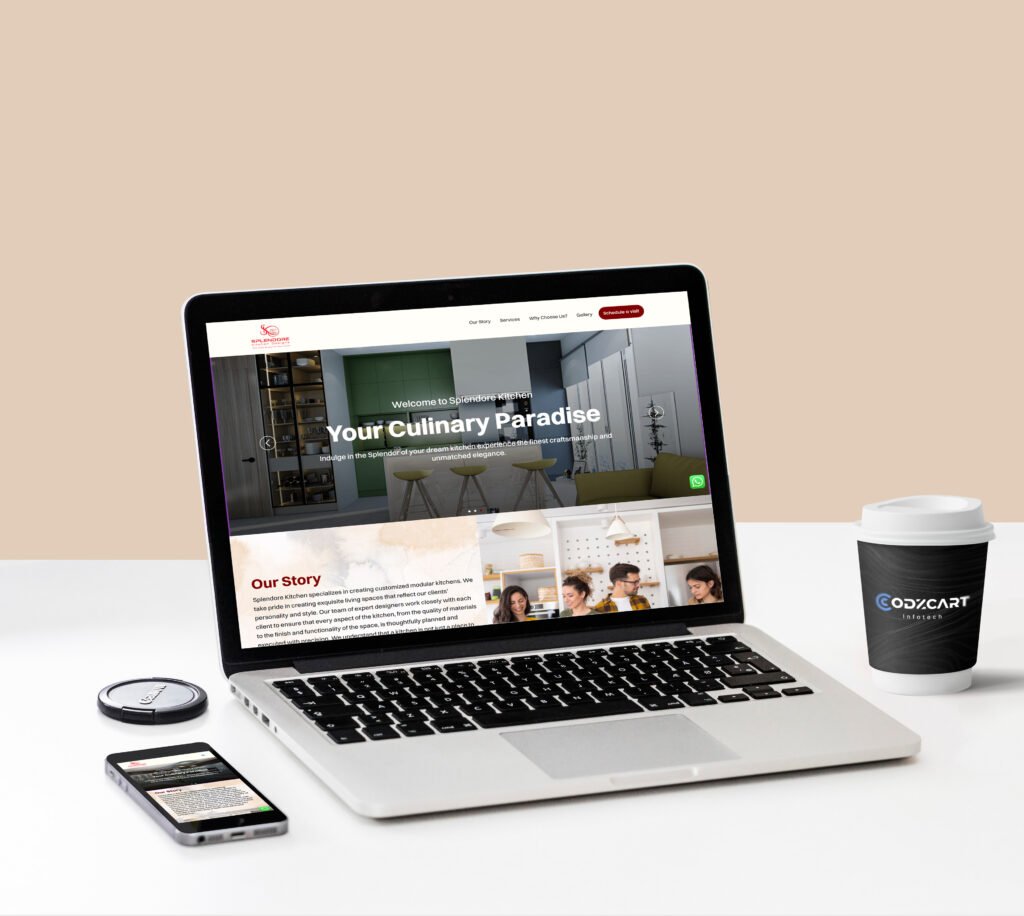 SPLENDORE
Our Story
Services
Why Choose Us?
Gallery
Schedule a visit
Welcome to Splendore Kitchen
Your Culinary Paradise
Indulge in the Splendor of your dream kitchen experience the finest craftsmanship and
unmatched elegance.
Our Story
Splendore Kitchen specializes in creating customized modular kitchens. We
take pride in creating exquisite living spaces that reflect our clients'
personality and style. Our team of expert designers work closely with each
client to ensure that every aspect of the kitchen, from the quality of materials
to the finish and functionality of the space, is thoughtfully planned and
executed with precision. We understand that a kitchen is not just a place to
CODZCART
Infotech
Your Culinary Paradise
Our Story